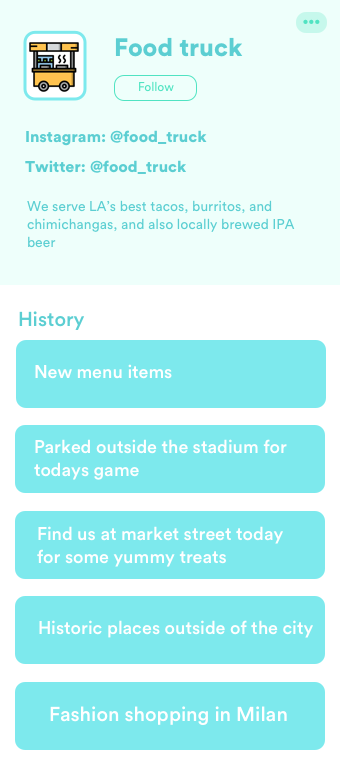 Food truck
Follow
Instagram: @food_truck
Twitter: @food_truck
We serve LA's best tacos, burritos, and
chimichangas, and also locally brewed IPA
beer
History
New menu items
Parked outside the stadium for
todays game
Find us at market street today
for some yummy treats
Historic places outside of the city
Fashion shopping in Milan